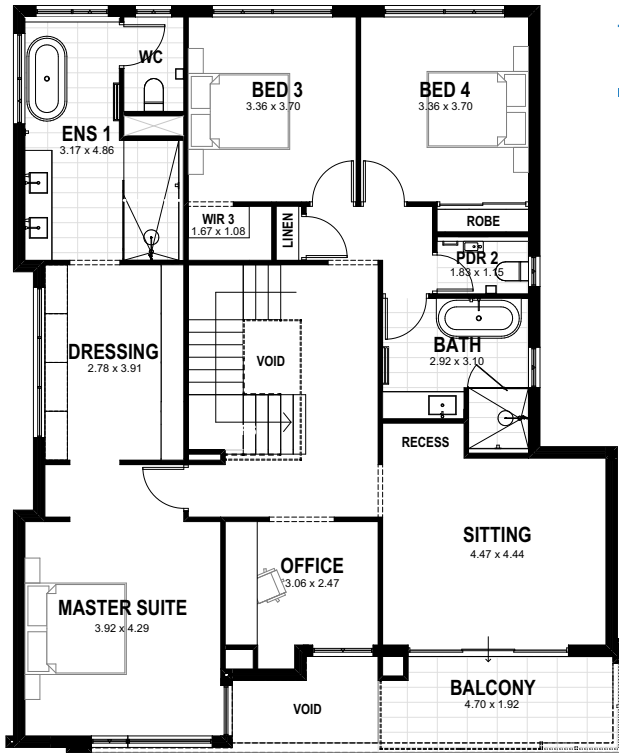 WC
BED 3
3.36 x 3.70
BED 4
3.36 x 3.70
ENS 1
3.17 x 4.86
WIR 3
1.67 x 1.08
LINEN
ROBE
PDR 2
1.83 x 1.15
DRESSING
2.78 x 3.91
VOID
BATH
2.92 x 3.10
RECESS
SITTING
4.47 x 4.44
OFFICE
3.06 x 2.47
MASTER SUITE
3.92 x 4.29
VOID
BALCONY
4.70 x 1.92